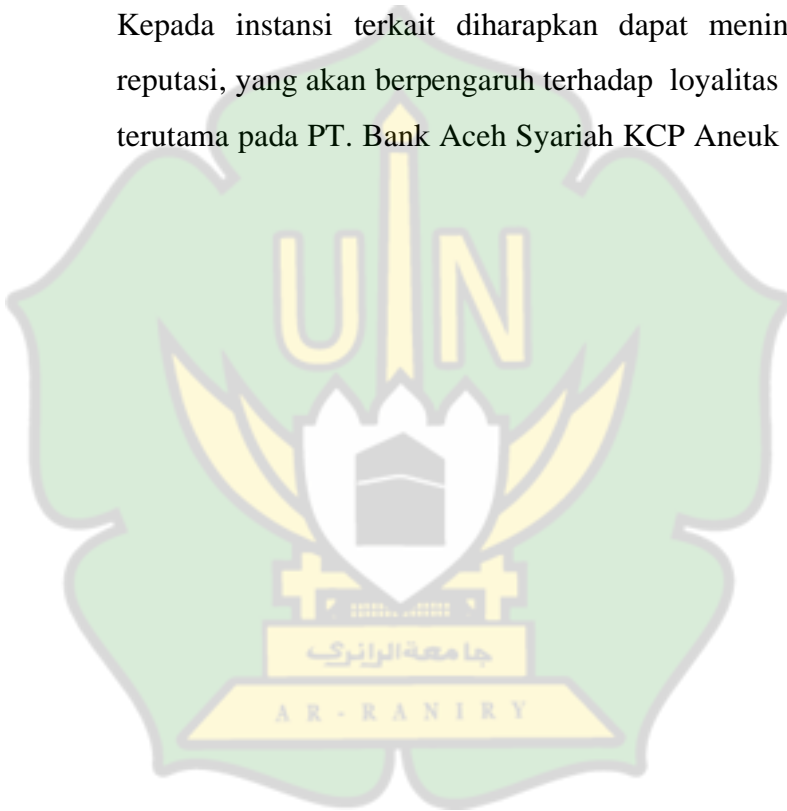 Kepada instansi terkait diharapkan dapat menin
reputasi, yang akan berpengaruh terhadap loyalitas
terutama pada PT. Bank Aceh Syariah KCP Aneuk
UIN
جامعة الرانري
AR-RANIRY